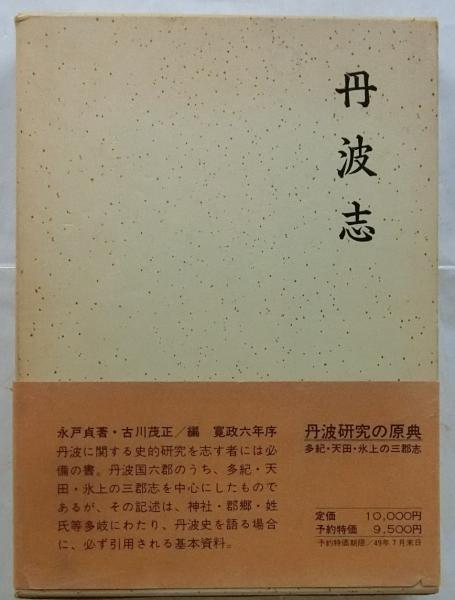 丹波志
永戸貞著・古川茂正／編　寛政六年序
丹波に関する史的研究を志す者には必
備の書。丹波国六郡のうち、多紀・天
田・氷上の三郡志を中心にしたもので
あるが、その記述は、神社・郡郷・姓
氏等多岐にわたり、丹波史を語る場合
に、必ず引用される基本資料。
丹波研究の原典
多紀・天田・氷上の三郡志
定価　10,000円
予約特価　9,500円
予約特価期限／49年7月末日